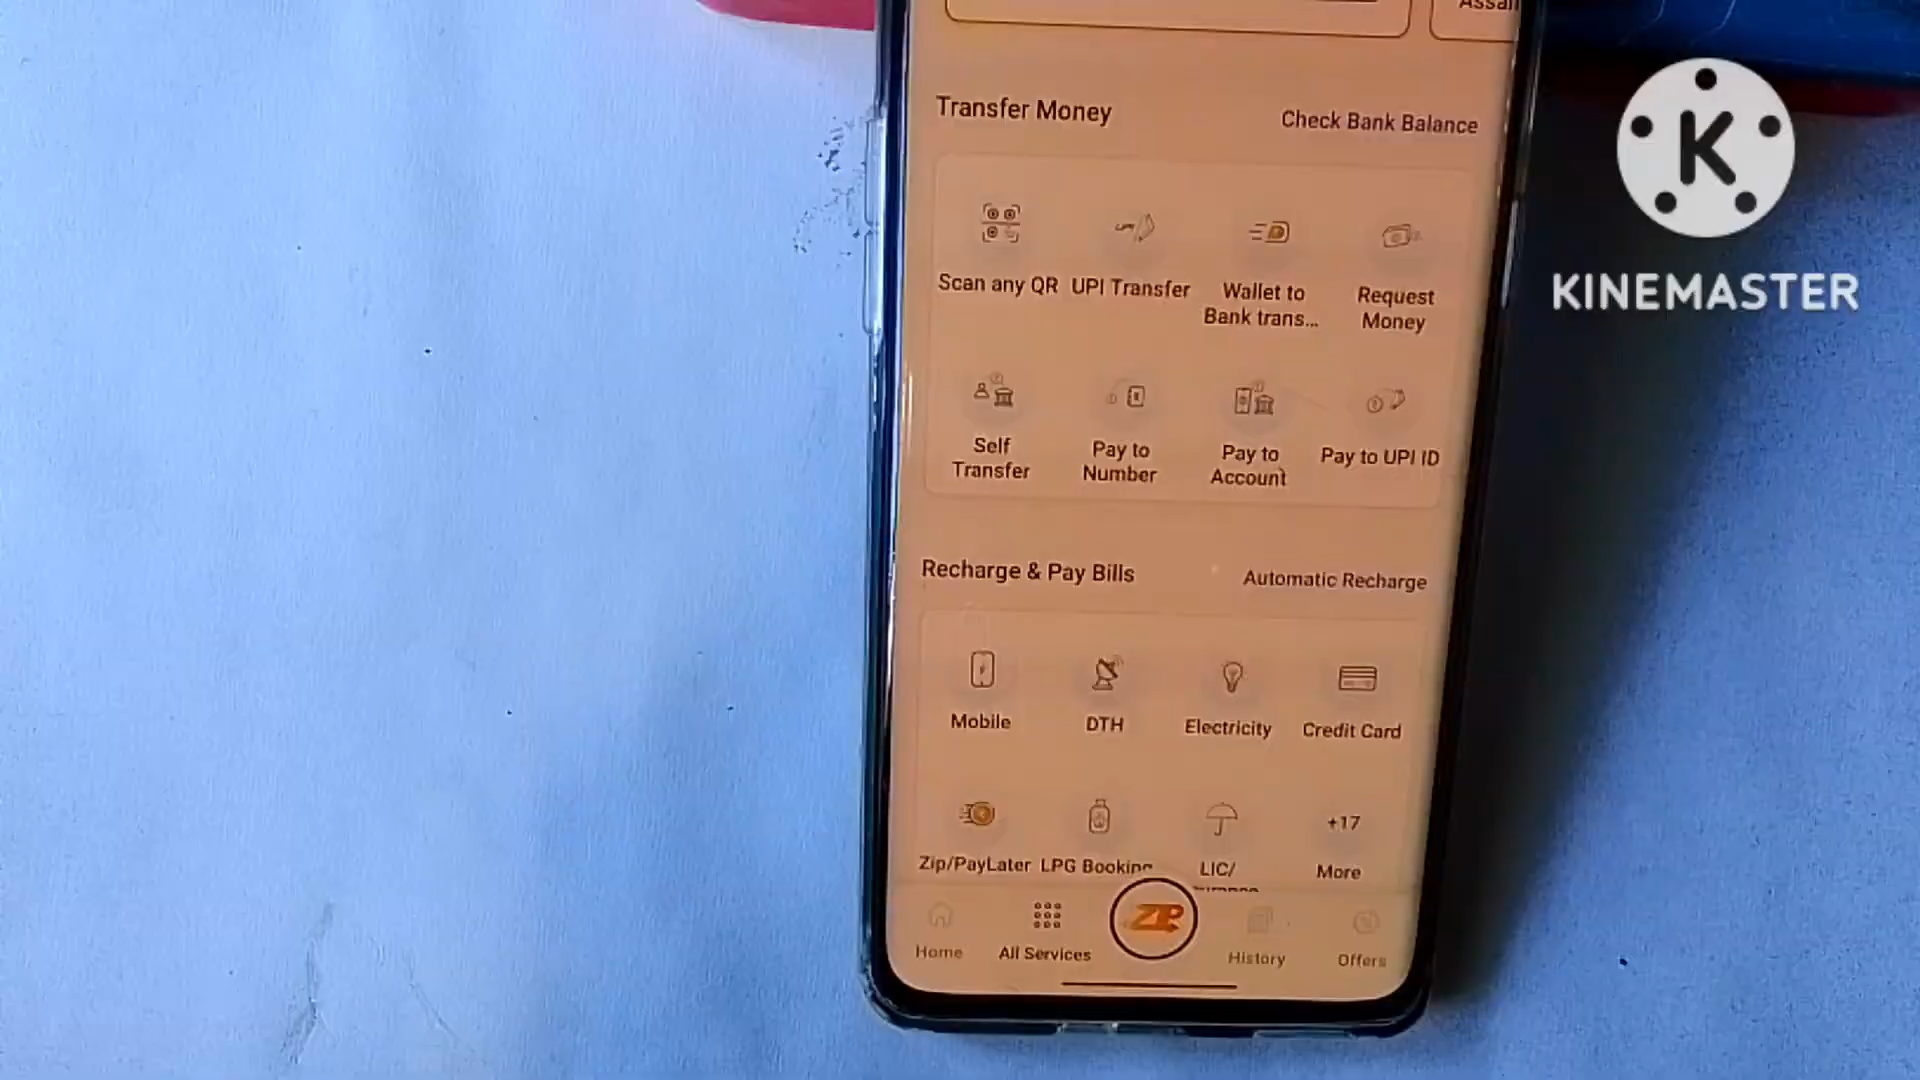 Transfer Money
Check Bank Balance
Scan any QR
UPI Transfer
Wallet to
Bank trans...
Request
Money
Self
Transfer
Pay to
Number
Pay to
Account
Pay to UPI ID
Recharge & Pay Bills
Automatic Recharge
Mobile
DTH
Electricity
Credit Card
+17
Zip/PayLater
LPG Booking
LIC/
More
Home
All Services
ZIP
History
Offers
K
KINEMASTER